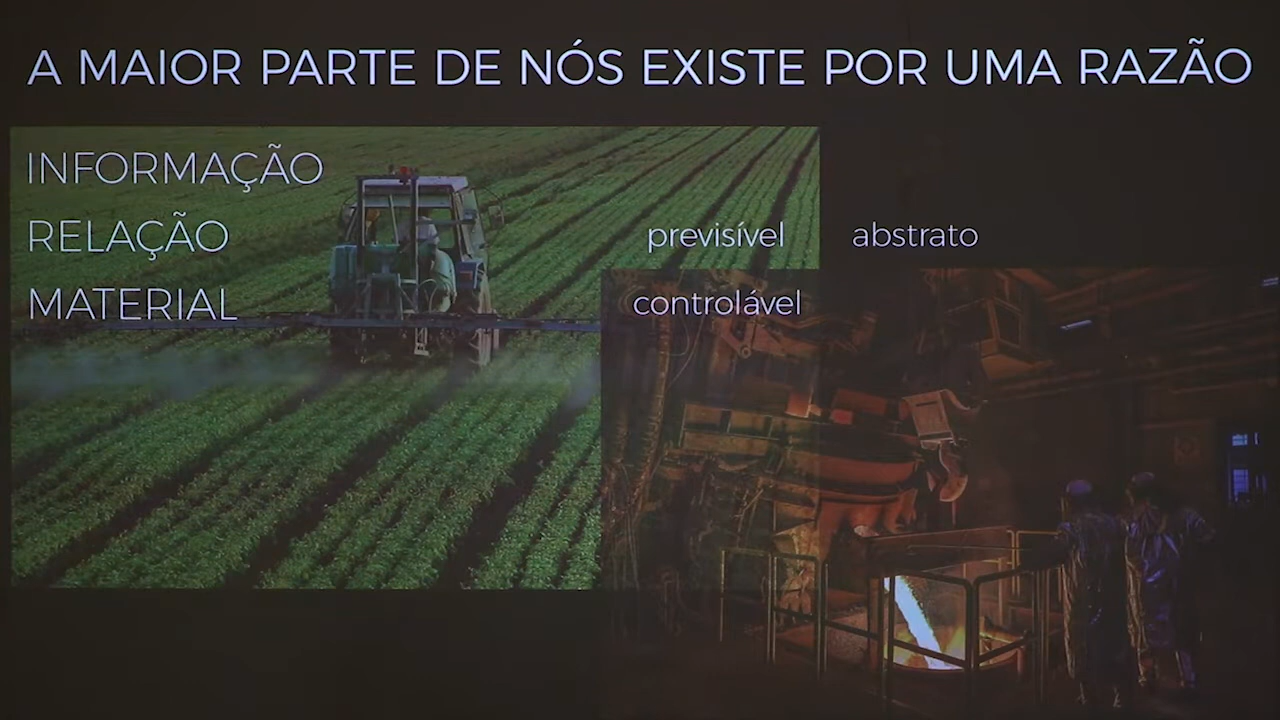 A MAIOR PARTE DE NÓS EXISTE POR UMA RAZÃO
INFORMAÇÃO
RELAÇÃO previsível abstrato
MATERIAL controlável